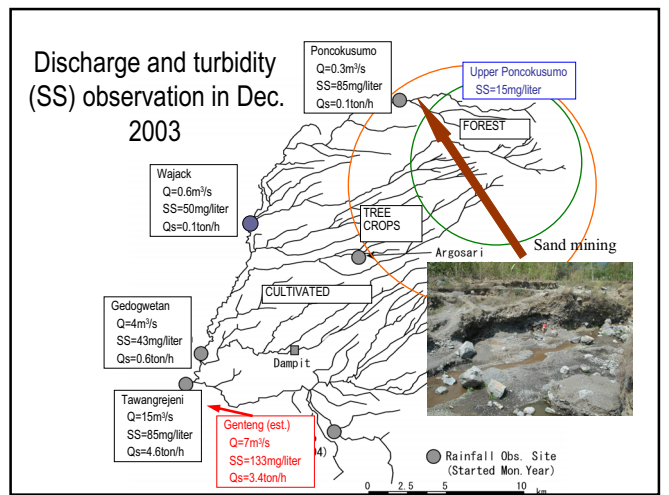 Discharge and turbidity
(SS) observation in Dec.
2003
Poncokusumo
Q=0.3m³/s
SS=85mg/liter
Qs=0.1ton/h
Upper Poncokusumo
SS=15mg/liter
FOREST
Wajack
Q=0.6m³/s
SS=50mg/liter
Qs=0.1ton/h
TREE
CROPS
Sand mining
Argosari
CULTIVATED
Gedogwetan
Q=4m³/s
SS=43mg/liter
Qs=0.6ton/h
Dampit
Tawangrejeni
Q=15m³/s
SS=85mg/liter
Qs=4.6ton/h
Genteng (est.)
Q=7m³/s
SS=133mg/liter
Qs=3.4ton/h
04)
Rainfall Obs. Site
(Started Mon.Year)
0 2.5 5 10
km